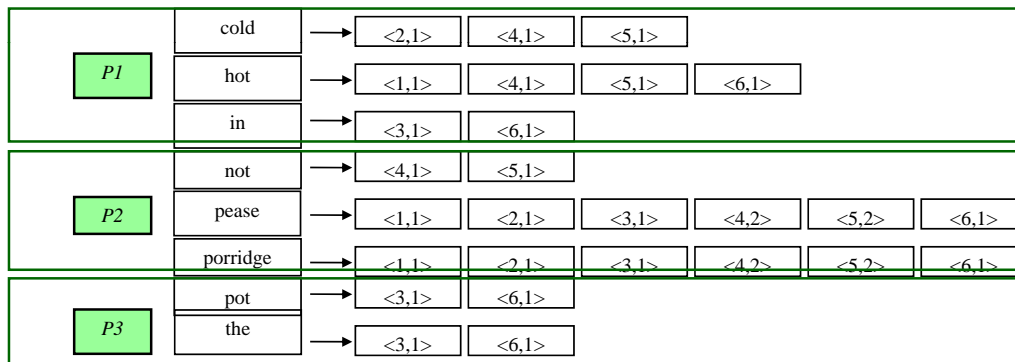 cold <2,1> <4,1> <5,1>
P1 hot <1,1> <4,1> <5,1> <6,1>
in <3,1> <6,1>
not <4,1> <5,1>
P2 pease <1,1> <2,1> <3,1> <4,2> <5,2> <6,1>
porridge <1,1> <2,1> <3,1> <4,2> <5,2> <6,1>
pot <3,1> <6,1>
P3 the <3,1> <6,1>